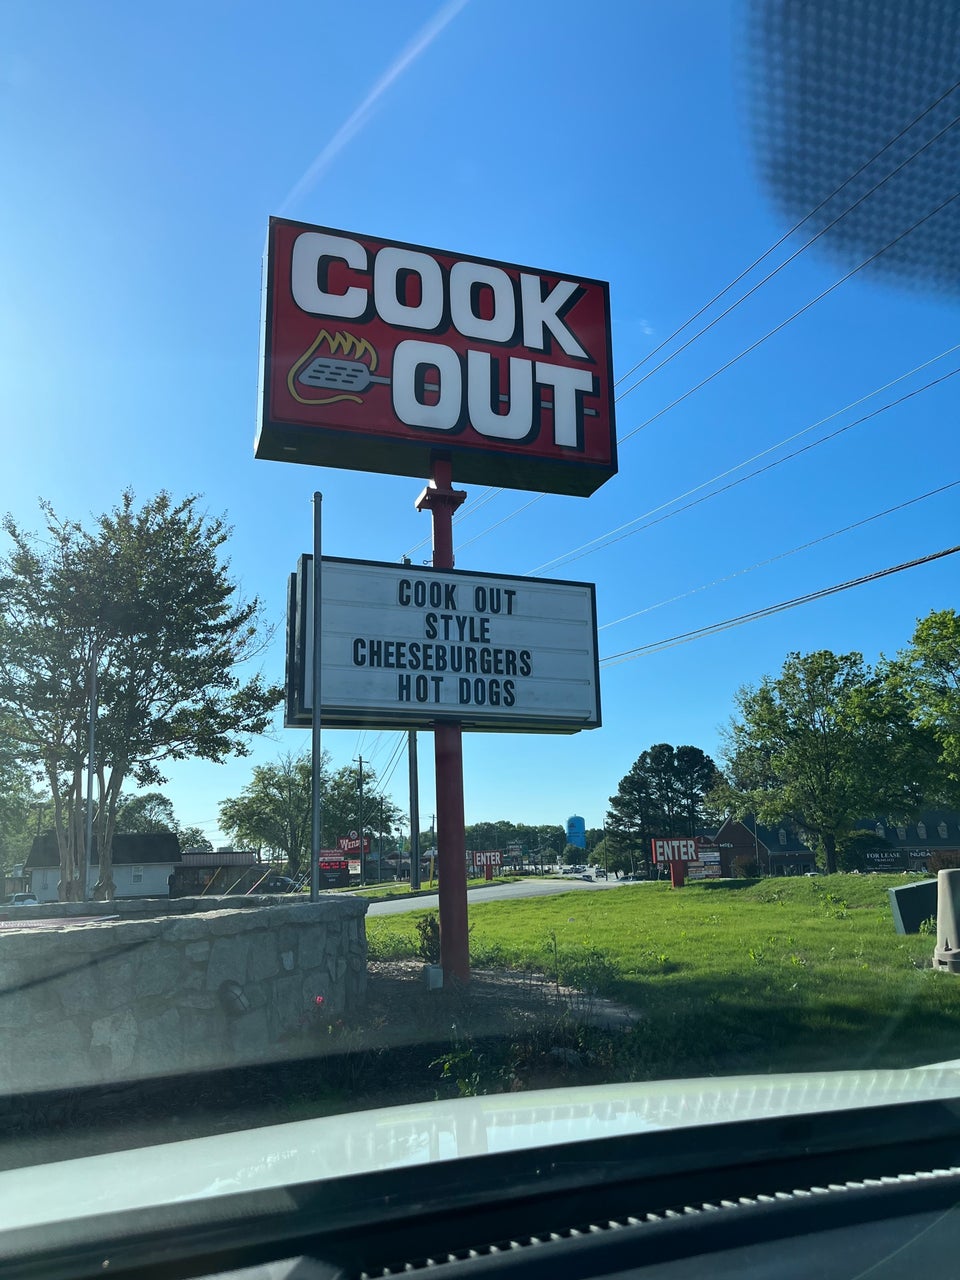 COOK
OUT
COOK OUT
STYLE
CHEESEBURGERS
HOT DOGS
ENTER
ENTER
FOR LEASE